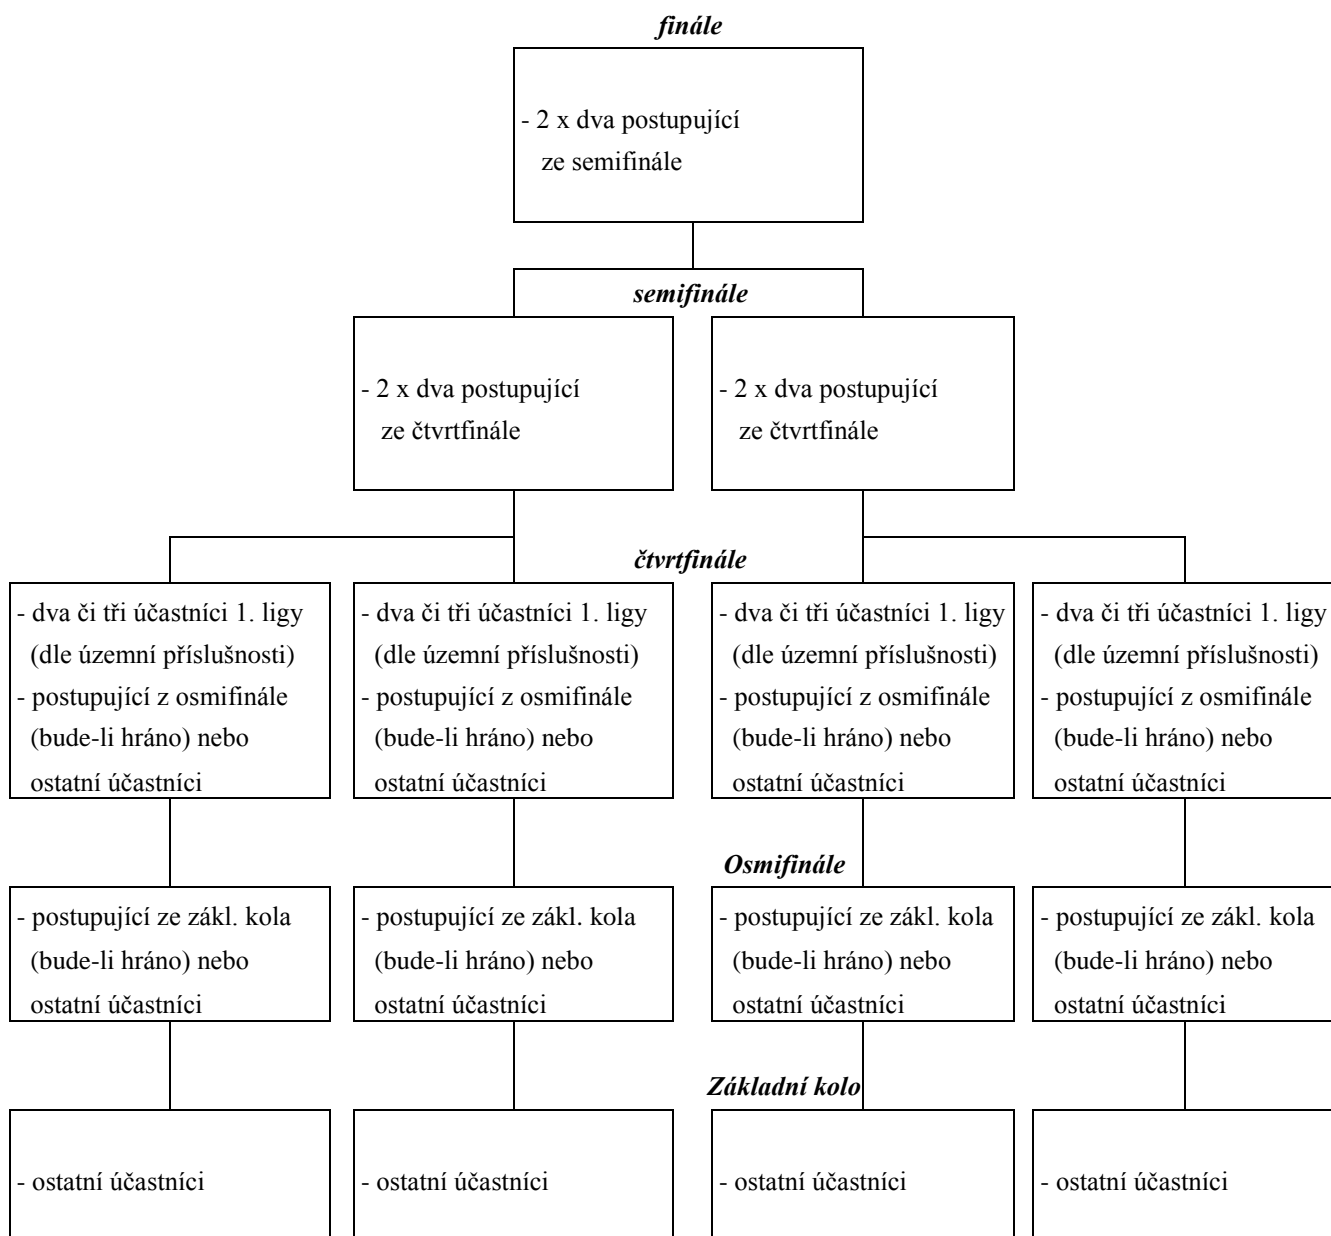 finále
- 2 x dva postupující
ze semifinále
semifinále
- 2 x dva postupující
ze čtvrtfinále
- 2 x dva postupující
ze čtvrtfinále
čtvrtfinále
- dva či tři účastníci 1. ligy
(dle územní příslušnosti)
- postupující z osmifinále
(bude-li hráno) nebo
ostatní účastníci
- dva či tři účastníci 1. ligy
(dle územní příslušnosti)
- postupující z osmifinále
(bude-li hráno) nebo
ostatní účastníci
- dva či tři účastníci 1. ligy
(dle územní příslušnosti)
- postupující z osmifinále
(bude-li hráno) nebo
ostatní účastníci
- dva či tři účastníci 1. ligy
(dle územní příslušnosti)
- postupující z osmifinále
(bude-li hráno) nebo
ostatní účastníci
Osmifinále
- postupující ze zákl. kola
(bude-li hráno) nebo
ostatní účastníci
- postupující ze zákl. kola
(bude-li hráno) nebo
ostatní účastníci
- postupující ze zákl. kola
(bude-li hráno) nebo
ostatní účastníci
- postupující ze zákl. kola
(bude-li hráno) nebo
ostatní účastníci
Základní kolo
- ostatní účastníci
- ostatní účastníci
- ostatní účastníci
- ostatní účastníci